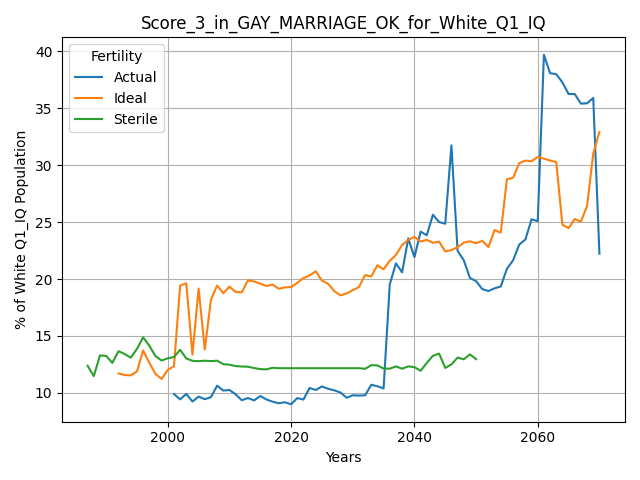 Score_3_in_GAY_MARRIAGE_OK_for_White_Q1_IQ
Fertility
Actual
Ideal
Sterile
% of White Q1_IQ Population
40
35
30
25
20
15
10
2000
2020
2040
2060
Years